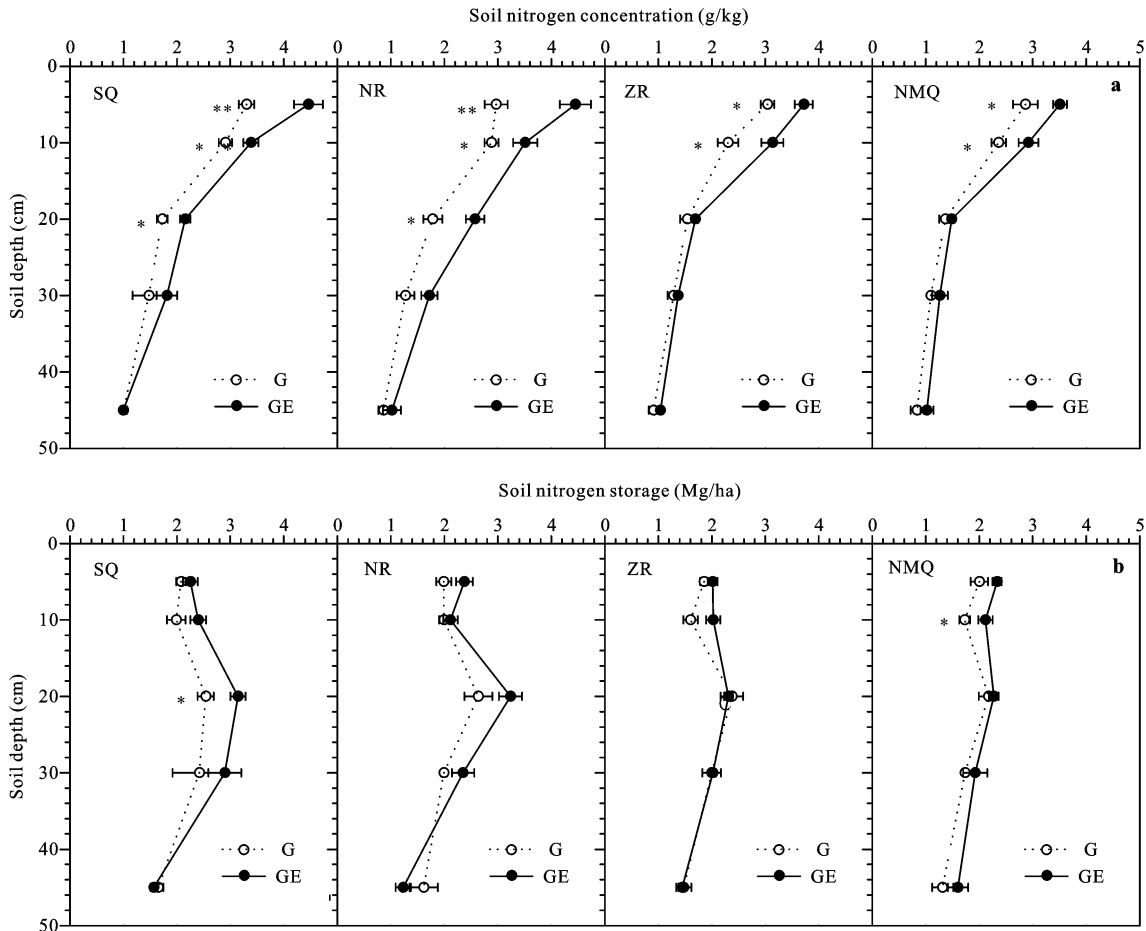 Soil nitrogen concentration (g/kg)
0 1 2 3 4 0 1 2 3 4 0 1 2 3 4 0 1 2 3 4 5
0
SQ NR ZR NMQ a
** ** * *
10
* * * * *
20
* *
Soil depth (cm)
30
40
G G G G
GE GE GE GE
50
Soil nitrogen storage (Mg/ha)
0 1 2 3 4 0 1 2 3 4 0 1 2 3 4 0 1 2 3 4 5
0
SQ NR ZR NMQ b
10
*
20
*
Soil depth (cm)
30
40
G G G G
GE GE GE GE
50